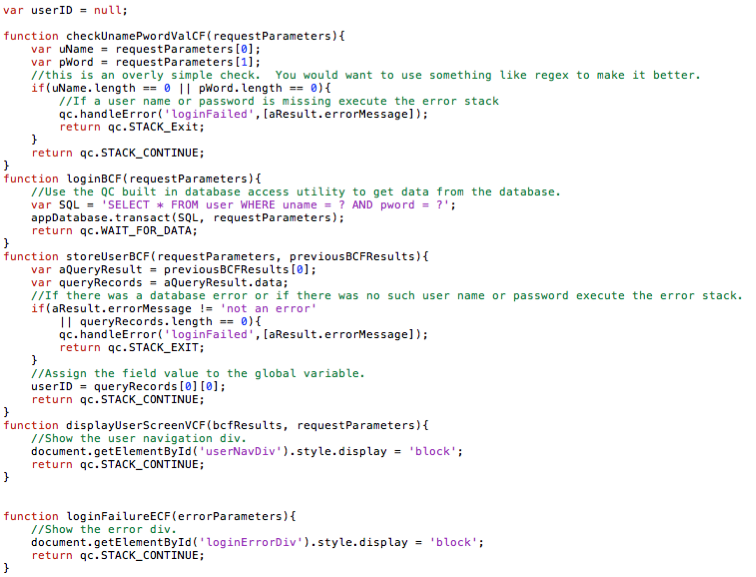 var userID = null;

function checkUnamePwordValCF(requestParameters){
    var uName = requestParameters[0];
    var pWord = requestParameters[1];
    //this is an overly simple check.  You would want to use something like regex to make it better.
    if(uName.length == 0 || pWord.length == 0){
        //If a user name or password is missing execute the error stack
        qc.handleError('loginFailed',[aResult.errorMessage]);
        return qc.STACK_Exit;
    }
    return qc.STACK_CONTINUE;
}
function loginBCF(requestParameters){
    //Use the QC built in database access utility to get data from the database.
    var SQL = 'SELECT * FROM user WHERE uname = ? AND pword = ?';
    appDatabase.transact(SQL, requestParameters);
    return qc.WAIT_FOR_DATA;
}
function storeUserBCF(requestParameters, previousBCFResults){
    var aQueryResult = previousBCFResults[0];
    var queryRecords = aQueryResult.data;
    //If there was a database error or if there was no such user name or password execute the error stack.
    if(aResult.errorMessage != 'not an error'
        || queryRecords.length == 0){
        qc.handleError('loginFailed',[aResult.errorMessage]);
        return qc.STACK_EXIT;
    }
    //Assign the field value to the global variable.
    userID = queryRecords[0][0];
    return qc.STACK_CONTINUE;
}
function displayUserScreenVCF(bcfResults, requestParameters){
    //Show the user navigation div.
    document.getElementById('userNavDiv').style.display = 'block';
    return qc.STACK_CONTINUE;
}


function loginFailureECF(errorParameters){
    //Show the error div.
    document.getElementById('loginErrorDiv').style.display = 'block';
    return qc.STACK_CONTINUE;
}